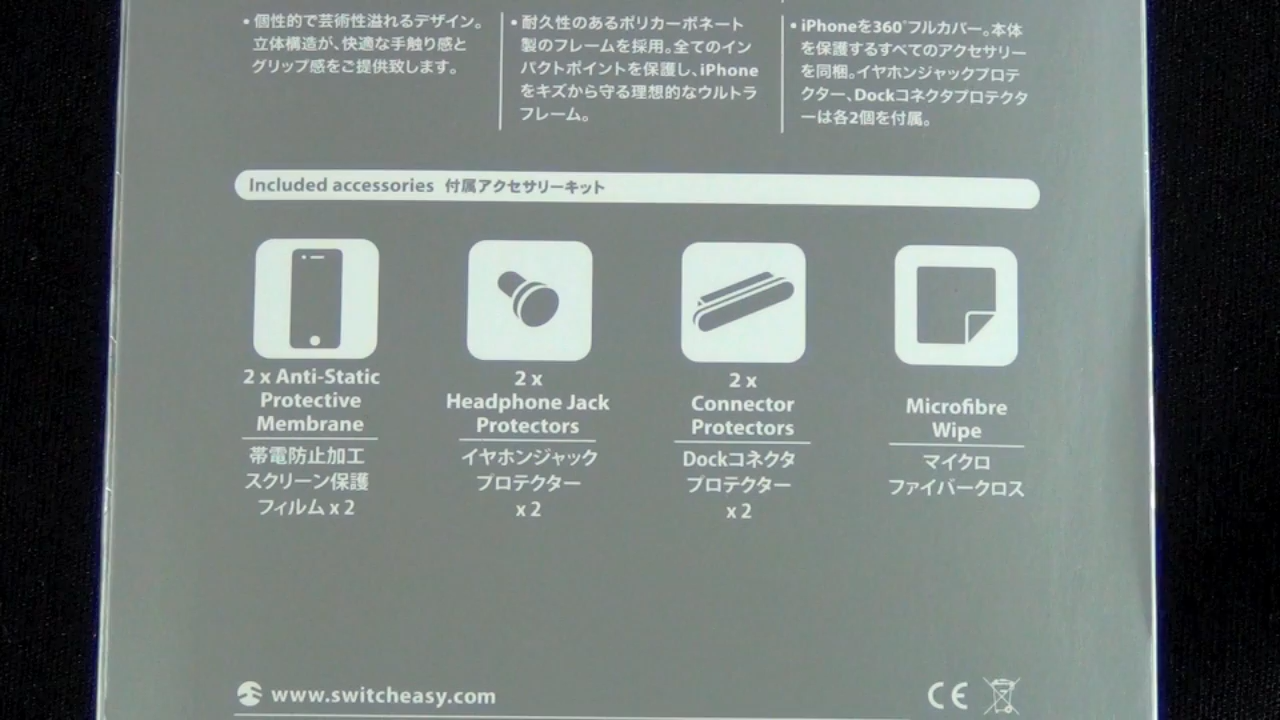 • 個性的で芸術性溢れるデザイン。
立体構造が、快適な手触り感と
グリップ感をご提供致します。
• 耐久性のあるポリカーボネート
製のフレームを採用。全てのイン
パクトポイントを保護し、iPhone
をキズから守る理想的なウルトラ
フレーム。
• iPhoneを360°フルカバー。本体
を保護するすべてのアクセサリー
を同梱。イヤホンジャックプロテ
クター、Dockコネクタプロテクタ
ーは各2個を付属。
Included accessories 付属アクセサリーキット
2 x Anti-Static
Protective
Membrane
帯電防止加工
スクリーン保護
フィルム x 2
2 x
Headphone Jack
Protectors
イヤホンジャック
プロテクター
x 2
2 x
Connector
Protectors
Dockコネクタ
プロテクター
x 2
Microfibre
Wipe
マイクロ
ファイバークロス
www.switcheasy.com
CE